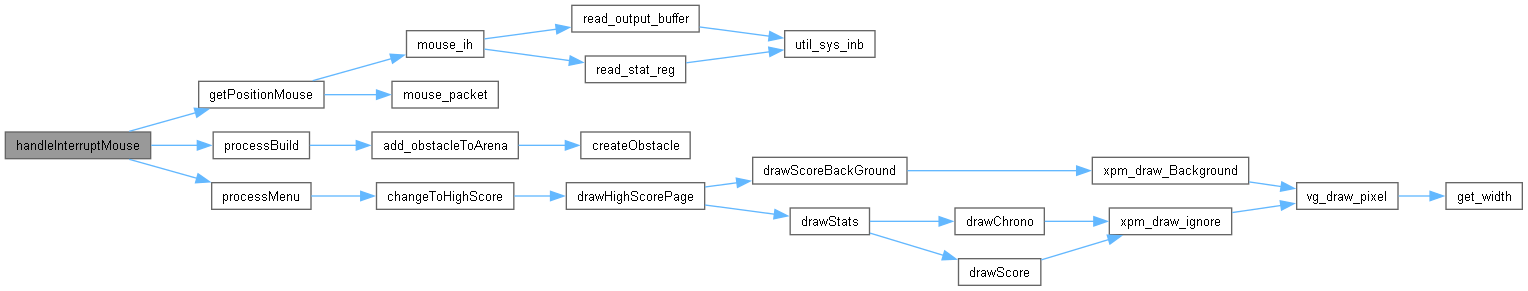 handleInterruptMouse
getPositionMouse
mouse_ih
read_output_buffer
util_sys_inb
read_stat_reg
mouse_packet
processBuild
add_obstacleToArena
createObstacle
processMenu
changeToHighScore
drawHighScorePage
drawScoreBackGround
xpm_draw_Background
vg_draw_pixel
get_width
drawStats
drawChrono
xpm_draw_ignore
drawScore